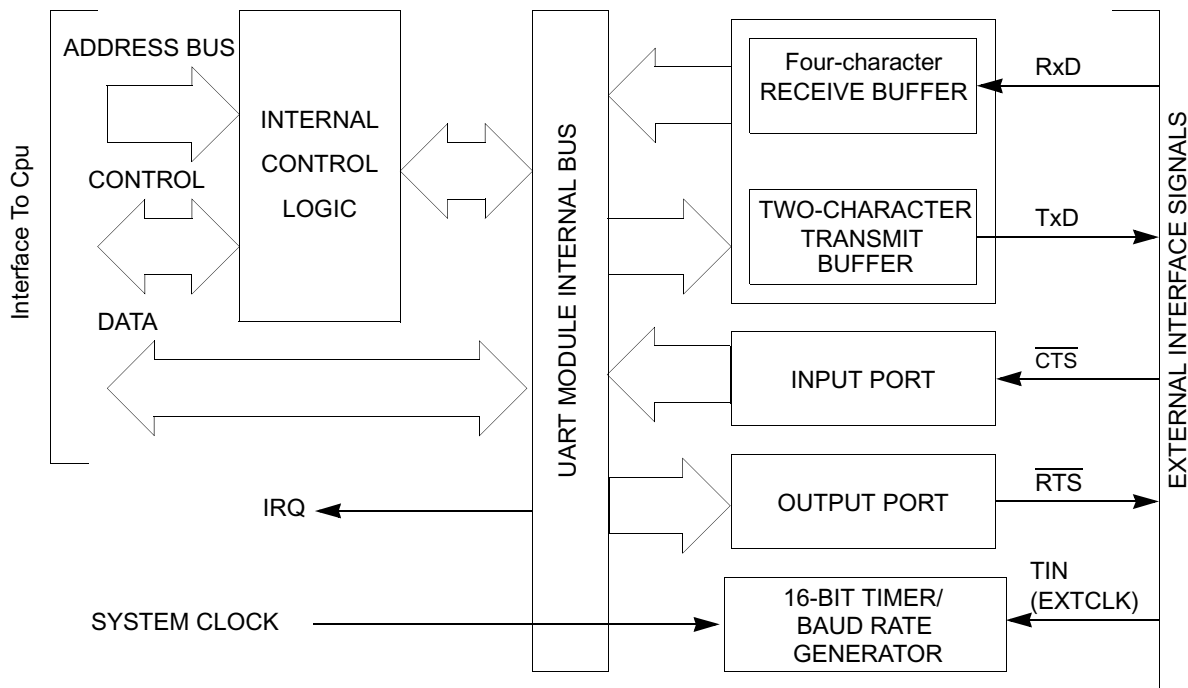 Interface To Cpu
ADDRESS BUS
CONTROL
DATA
INTERNAL
CONTROL
LOGIC
IRQ
SYSTEM CLOCK
UART MODULE INTERNAL BUS
Four-character
RECEIVE BUFFER
TWO-CHARACTER
TRANSMIT
BUFFER
INPUT PORT
OUTPUT PORT
16-BIT TIMER/
BAUD RATE
GENERATOR
RxD
TxD
CTS
RTS
TIN
(EXTCLK)
EXTERNAL INTERFACE SIGNALS